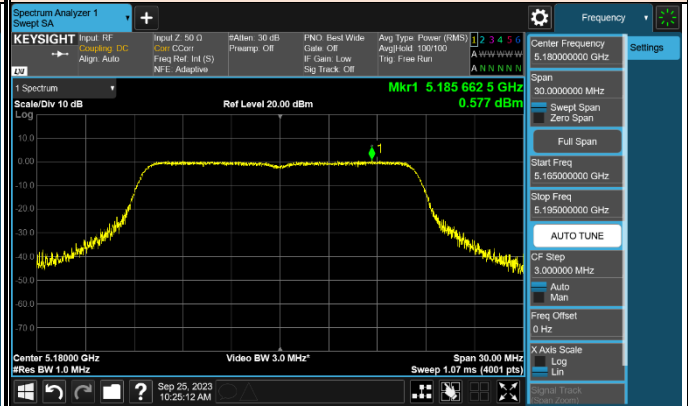 Spectrum Analyzer 1
Swept SA
Frequency
KEYSIGHT
Input: RF
Coupling: DC
Align: Auto
Input Z: 50 Ω
Corr CCorr
Freq Ref: Int (S)
NFE: Adaptive
#Atten: 30 dB
Preamp: Off
PNO: Best Wide
Gate: Off
IF Gain: Low
Sig Track: Off
Avg Type: Power (RMS)
Avg|Hold: 100/100
Trig: Free Run
1 2 3 4 5 6
A W W W W W
A N N N N N
LXI
1 Spectrum
Scale/Div 10 dB
Log
Ref Level 20.00 dBm
Mkr1 5.185 662 5 GHz
0.577 dBm
10.0
0.00
-10.0
-20.0
-30.0
-40.0
-50.0
-60.0
-70.0
1
Center 5.18000 GHz
#Res BW 1.0 MHz
Video BW 3.0 MHz*
Span 30.00 MHz
Sweep 1.07 ms (4001 pts)
Sep 25, 2023
10:25:12 AM
Center Frequency
5.180000000 GHz
Settings
Span
30.0000000 MHz
Swept Span
Zero Span
Full Span
Start Freq
5.165000000 GHz
Stop Freq
5.195000000 GHz
AUTO TUNE
CF Step
3.000000 MHz
Auto
Man
Freq Offset
0 Hz
X Axis Scale
Log
Lin
Signal Track
(Span Zoom)